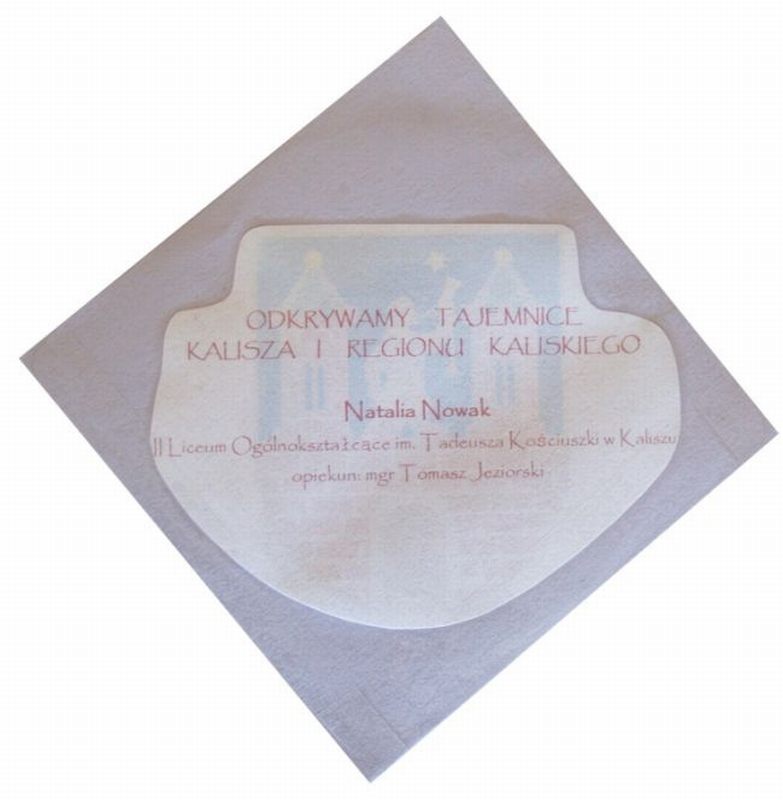 ODKRYWAMY TAJEMNICE
KALISZA I REGIONU KALISKIEGO
Natalia Nowak
II Liceum Ogólnokształcące im. Tadeusza Kościuszki w Kaliszu
opiekun: mgr Tomasz Jeziorski